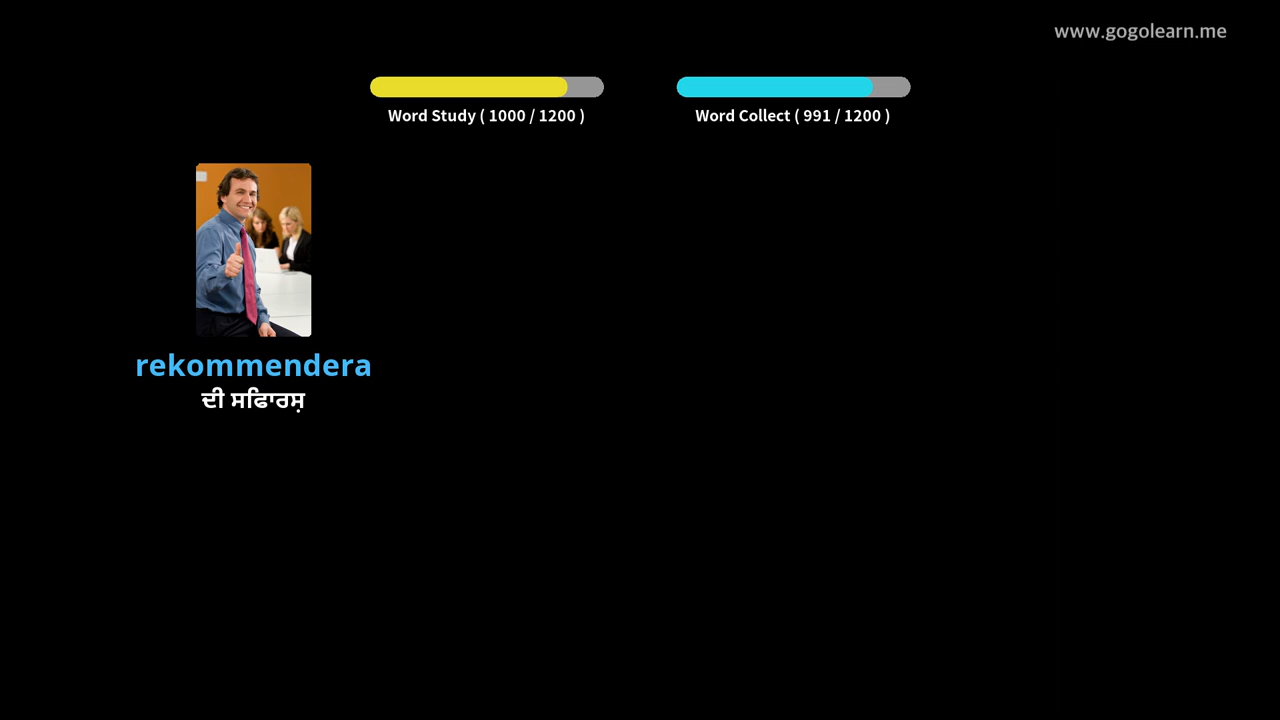 www.gogolearn.me
Word Study ( 1000 / 1200 )
Word Collect ( 991 / 1200 )
rekommendera
ਦੀ ਸਿਫਾਰਸ਼